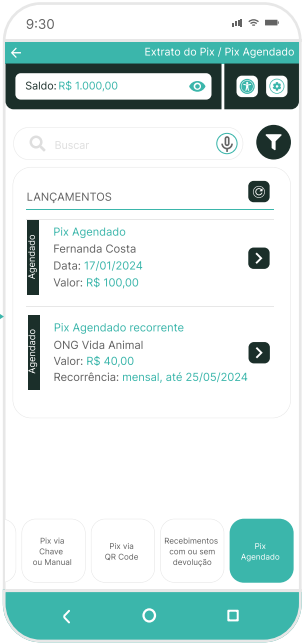 9:30
Extrato do Pix / Pix Agendado
Saldo: R$ 1.000,00
Buscar
LANÇAMENTOS
Agendado
Pix Agendado
Fernanda Costa
Data: 17/01/2024
Valor: R$ 100,00
Agendado
Pix Agendado recorrente
ONG Vida Animal
Valor: R$ 40,00
Recorrência: mensal, até 25/05/2024
Pix via
Chave
ou Manual
Pix via
QR Code
Recebimentos
com ou sem
devolução
Pix
Agendado